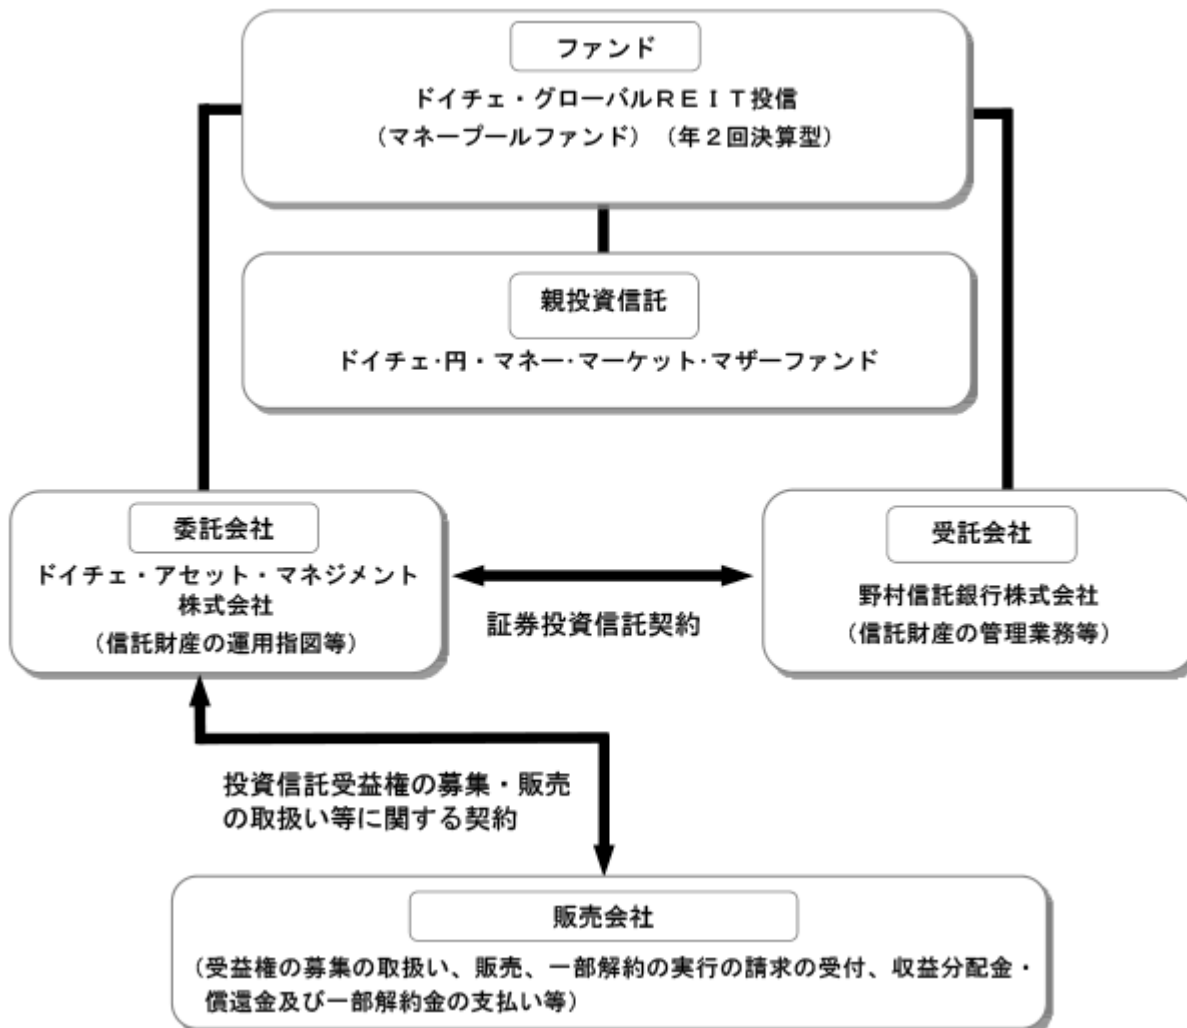 ファンド
ドイチェ・グローバルREIT投信
(マネープールファンド)(年2回決算型)
親投資信託
ドイチェ・円・マネー・マーケット・マザーファンド
委託会社
ドイチェ・アセット・マネジメント
株式会社
(信託財産の運用指図等)
証券投資信託契約
受託会社
野村信託銀行株式会社
(信託財産の管理業務等)
投資信託受益権の募集・販売
の取扱い等に関する契約
販売会社
(受益権の募集の取扱い、販売、一部解約の実行の請求の受付、収益分配金・
償還金及び一部解約金の支払い等)